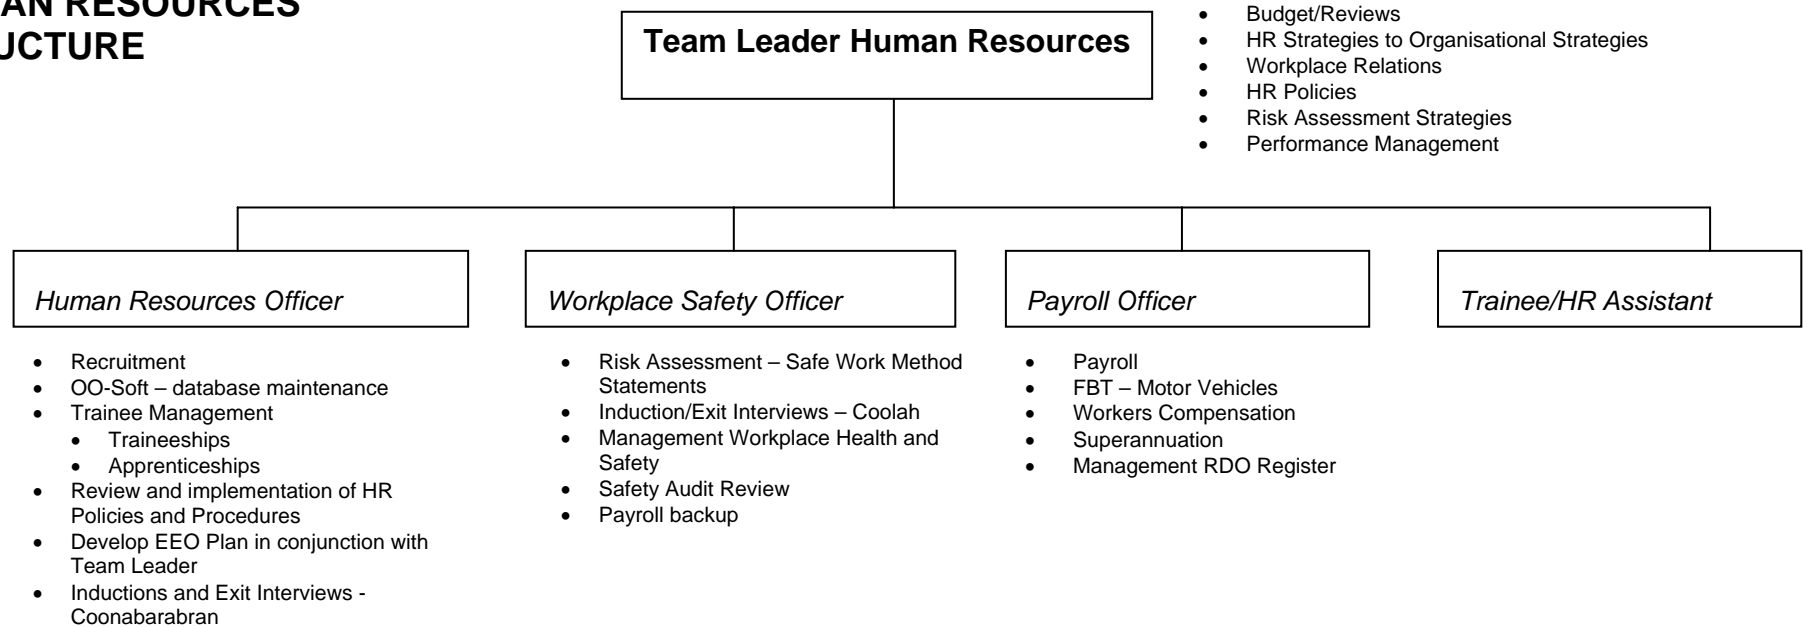 AN RESOURCES
UCTURE
Team Leader Human Resources
• Budget/Reviews
• HR Strategies to Organisational Strategies
• Workplace Relations
• HR Policies
• Risk Assessment Strategies
• Performance Management
Human Resources Officer
• Recruitment
• OO-Soft – database maintenance
• Trainee Management
• Traineeships
• Apprenticeships
• Review and implementation of HR
Policies and Procedures
• Develop EEO Plan in conjunction with
Team Leader
• Inductions and Exit Interviews -
Coonabarabran
Workplace Safety Officer
• Risk Assessment – Safe Work Method
Statements
• Induction/Exit Interviews – Coolah
• Management Workplace Health and
Safety
• Safety Audit Review
• Payroll backup
Payroll Officer
• Payroll
• FBT – Motor Vehicles
• Workers Compensation
• Superannuation
• Management RDO Register
Trainee/HR Assistant